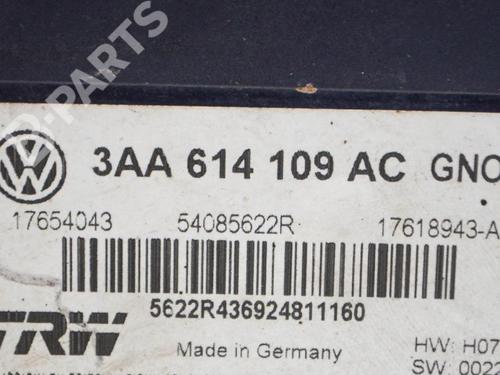 B-PARTS
3AA 614 109 AC GNO
17654043 54085622R 17618943-A
5622R436924811160
TRW
Made in Germany
HW: H07
SW: 0022